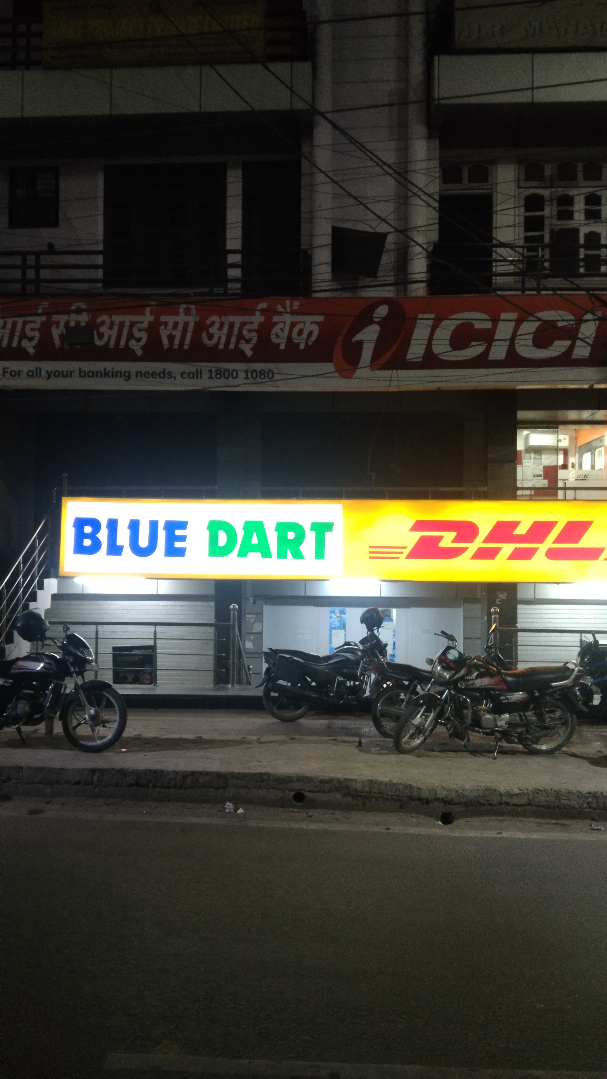 आई सी आई सी आई बैंक ICICI
For all your banking needs, call 1800 1080
BLUE DART DHL